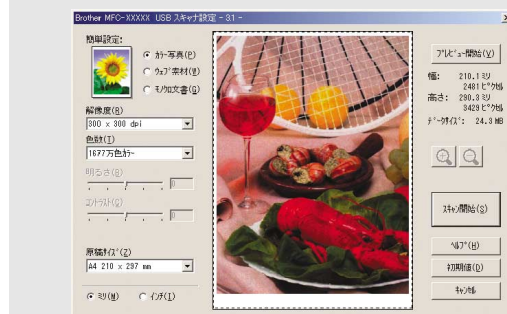 Brother MFC-XXXXX USB スキャナ設定 - 31 -
簡単設定:
カラー写真(P)
ウェブ素材(W)
モノクロ文書(G)
解像度(R)
300 x 300 dpi
色数(T)
1677万色カラー
明るさ(B)
0
コントラスト(C)
0
原稿サイズ(Z)
A4 210 x 297 mm
ミリ(M)
インチ(I)
プレビュー開始(V)
幅: 210.1 ミリ
2481 ピクセル
高さ: 290.3 ミリ
3429 ピクセル
データサイズ: 24.3 MB
スキャン開始(S)
ヘルプ(H)
初期値(D)
キャンセル